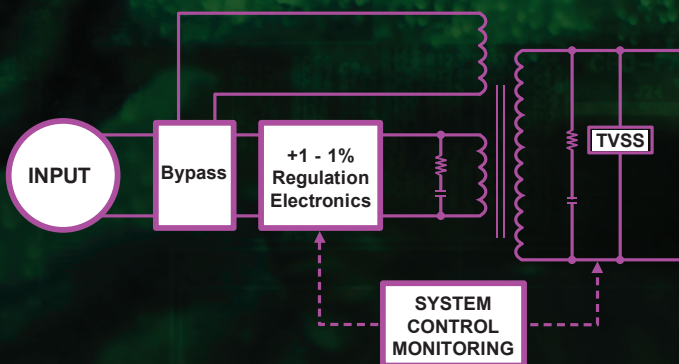 INPUT
Bypass
+1 - 1%
Regulation
Electronics
TVSS
SYSTEM
CONTROL
MONITORING